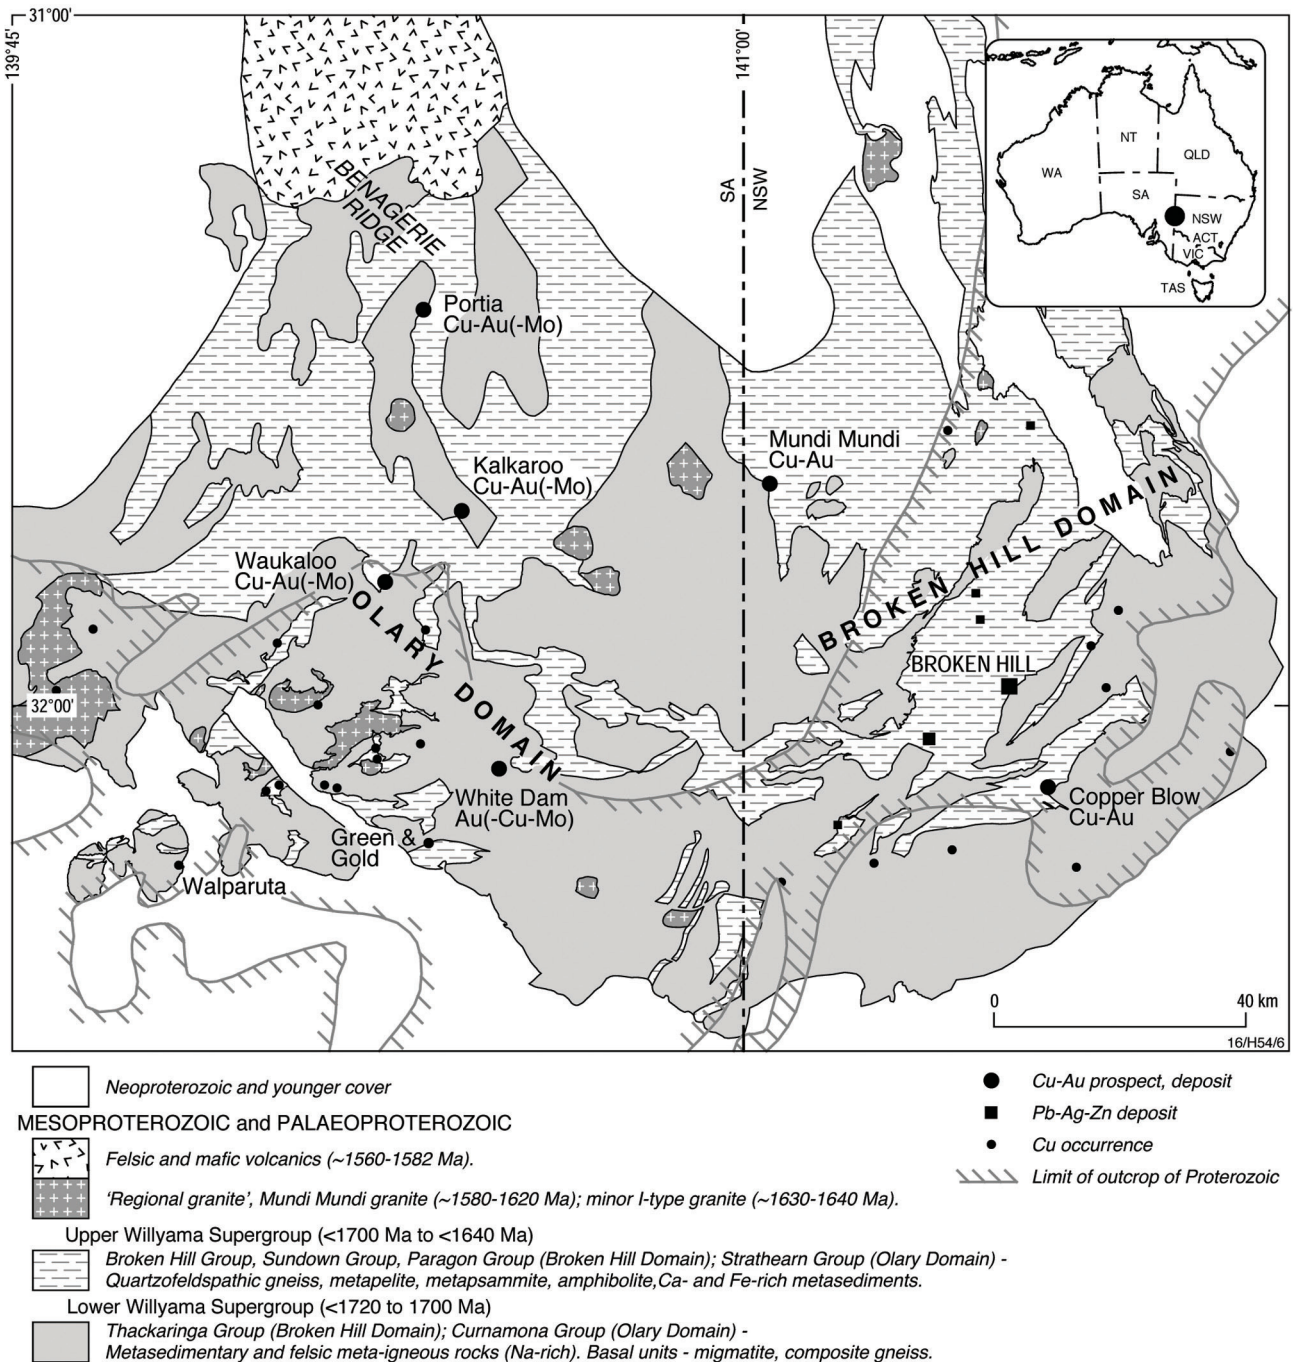 31°00'
139°45'
141°00'
SA
NSW
WA
NT
QLD
SA
NSW
ACT
VIC
TAS
BENAGERIE
RIDGE
Portia
Cu-Au(-Mo)
Mundi Mundi
Cu-Au
Kalkaroo
Cu-Au(-Mo)
Waukaloo
Cu-Au(-Mo)
OLARY DOMAIN
BROKEN HILL DOMAIN
BROKEN HILL
32°00'
White Dam
Au(-Cu-Mo)
Copper Blow
Cu-Au
Green &
Gold
Walparuta
0 40 km
16/H54/6
Neoproterozoic and younger cover
MESOPROTEROZOIC and PALAEOPROTEROZOIC
Felsic and mafic volcanics (~1560-1582 Ma).
'Regional granite', Mundi Mundi granite (~1580-1620 Ma); minor I-type granite (~1630-1640 Ma).
Upper Willyama Supergroup (<1700 Ma to <1640 Ma)
Broken Hill Group, Sundown Group, Paragon Group (Broken Hill Domain); Strathearn Group (Olary Domain) -
Quartzofeldspathic gneiss, metapelite, metapsammite, amphibolite,Ca- and Fe-rich metasediments.
Lower Willyama Supergroup (<1720 to 1700 Ma)
Thackaringa Group (Broken Hill Domain); Curnamona Group (Olary Domain) -
Metasedimentary and felsic meta-igneous rocks (Na-rich). Basal units - migmatite, composite gneiss.
Cu-Au prospect, deposit
Pb-Ag-Zn deposit
Cu occurrence
Limit of outcrop of Proterozoic